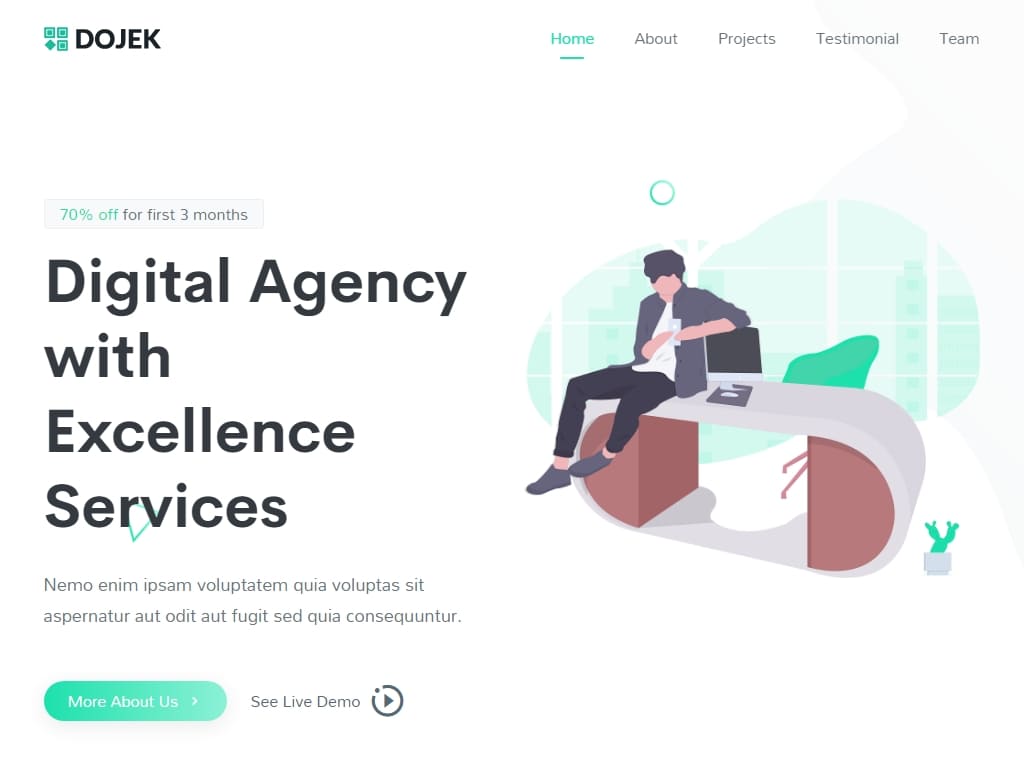 DOJEK
Home About Projects Testimonial Team
70% off for first 3 months
Digital Agency
with
Excellence
Services
Nemo enim ipsam voluptatem quia voluptas sit
aspernatur aut odit aut fugit sed quia consequuntur.
More About Us
See Live Demo